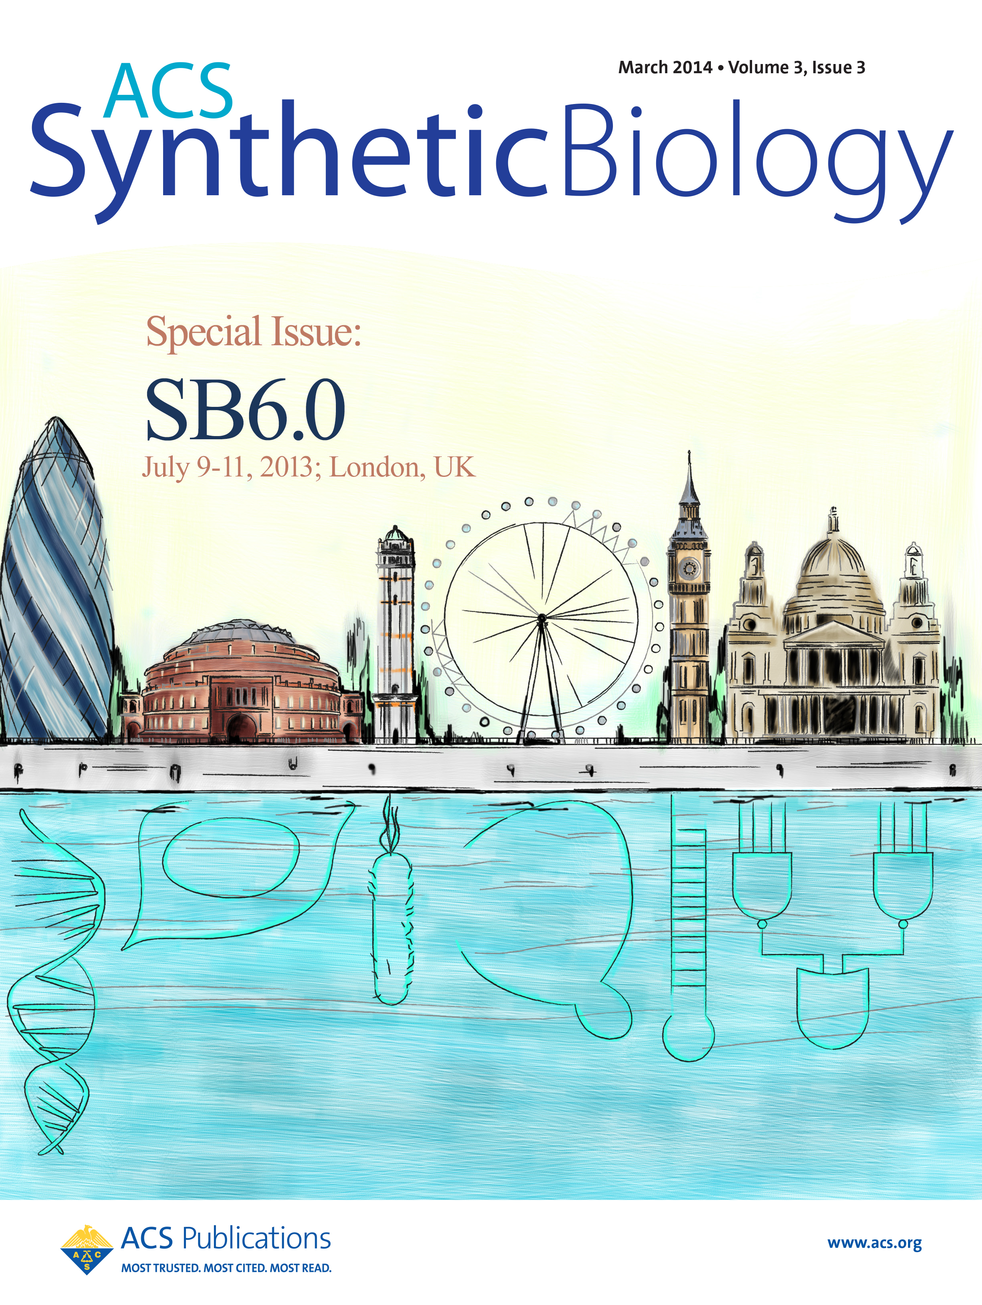 March 2014 • Volume 3, Issue 3
ACS
SyntheticBiology
Special Issue:
SB6.0
July 9-11, 2013; London, UK
ACS Publications
MOST TRUSTED. MOST CITED. MOST READ.
A C S
www.acs.org